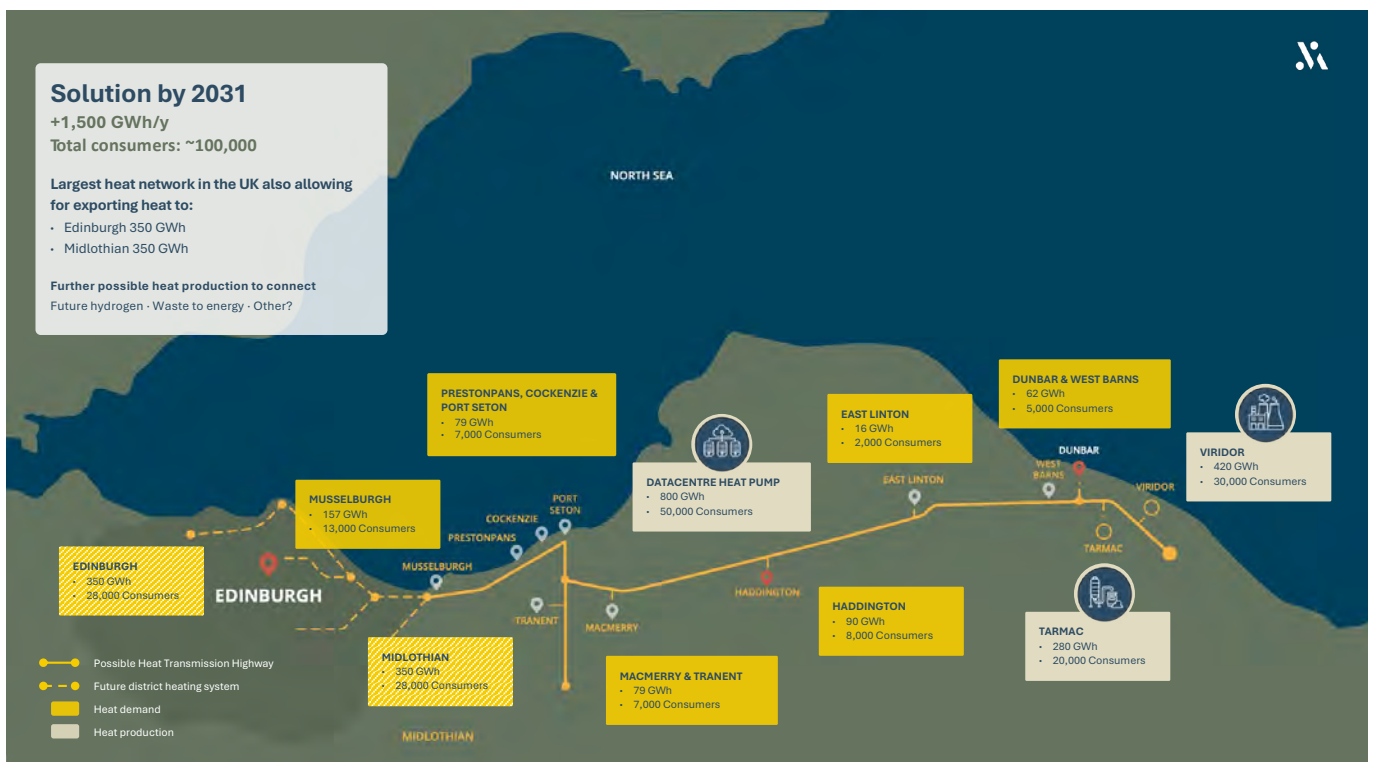 Solution by 2031
+1,500 GWh/y
Total consumers: ~100,000
Largest heat network in the UK also allowing
for exporting heat to:
• Edinburgh 350 GWh
• Midlothian 350 GWh
Further possible heat production to connect
Future hydrogen · Waste to energy · Other?
NORTH SEA
PRESTONPANS, COCKENZIE &
PORT SETON
• 79 GWh
• 7,000 Consumers
DATACENTRE HEAT PUMP
• 800 GWh
• 50,000 Consumers
EAST LINTON
• 16 GWh
• 2,000 Consumers
DUNBAR & WEST BARNS
• 62 GWh
• 5,000 Consumers
VIRIDOR
• 420 GWh
• 30,000 Consumers
MUSSELBURGH
• 157 GWh
• 13,000 Consumers
EDINBURGH
• 350 GWh
• 28,000 Consumers
EDINBURGH
MUSSELBURGH
PRESTONPANS
COCKENZIE
PORT
SETON
TRANENT
MACMERRY
HADDINGTON
EAST LINTON
WEST
BARNS
DUNBAR
VIRIDOR
TARMAC
MIDLOTHIAN
• 350 GWh
• 28,000 Consumers
MACMERRY & TRANENT
• 79 GWh
• 7,000 Consumers
HADDINGTON
• 90 GWh
• 8,000 Consumers
TARMAC
• 280 GWh
• 20,000 Consumers
MIDLOTHIAN
Possible Heat Transmission Highway
Future district heating system
Heat demand
Heat production